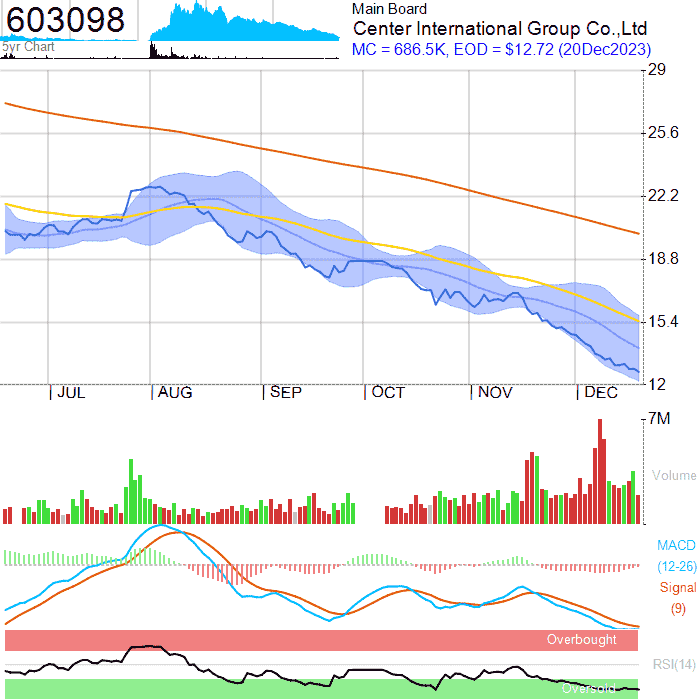 603098
5yr Chart
Main Board
Center International Group Co.,Ltd
MC = 686.5K, EOD = $12.72 (20Dec2023)
29
25.6
22.2
18.8
15.4
12
JUL AUG SEP OCT NOV DEC
7M
Volume
MACD
(12-26)
Signal
(9)
Overbought
RSI(14)
Oversold